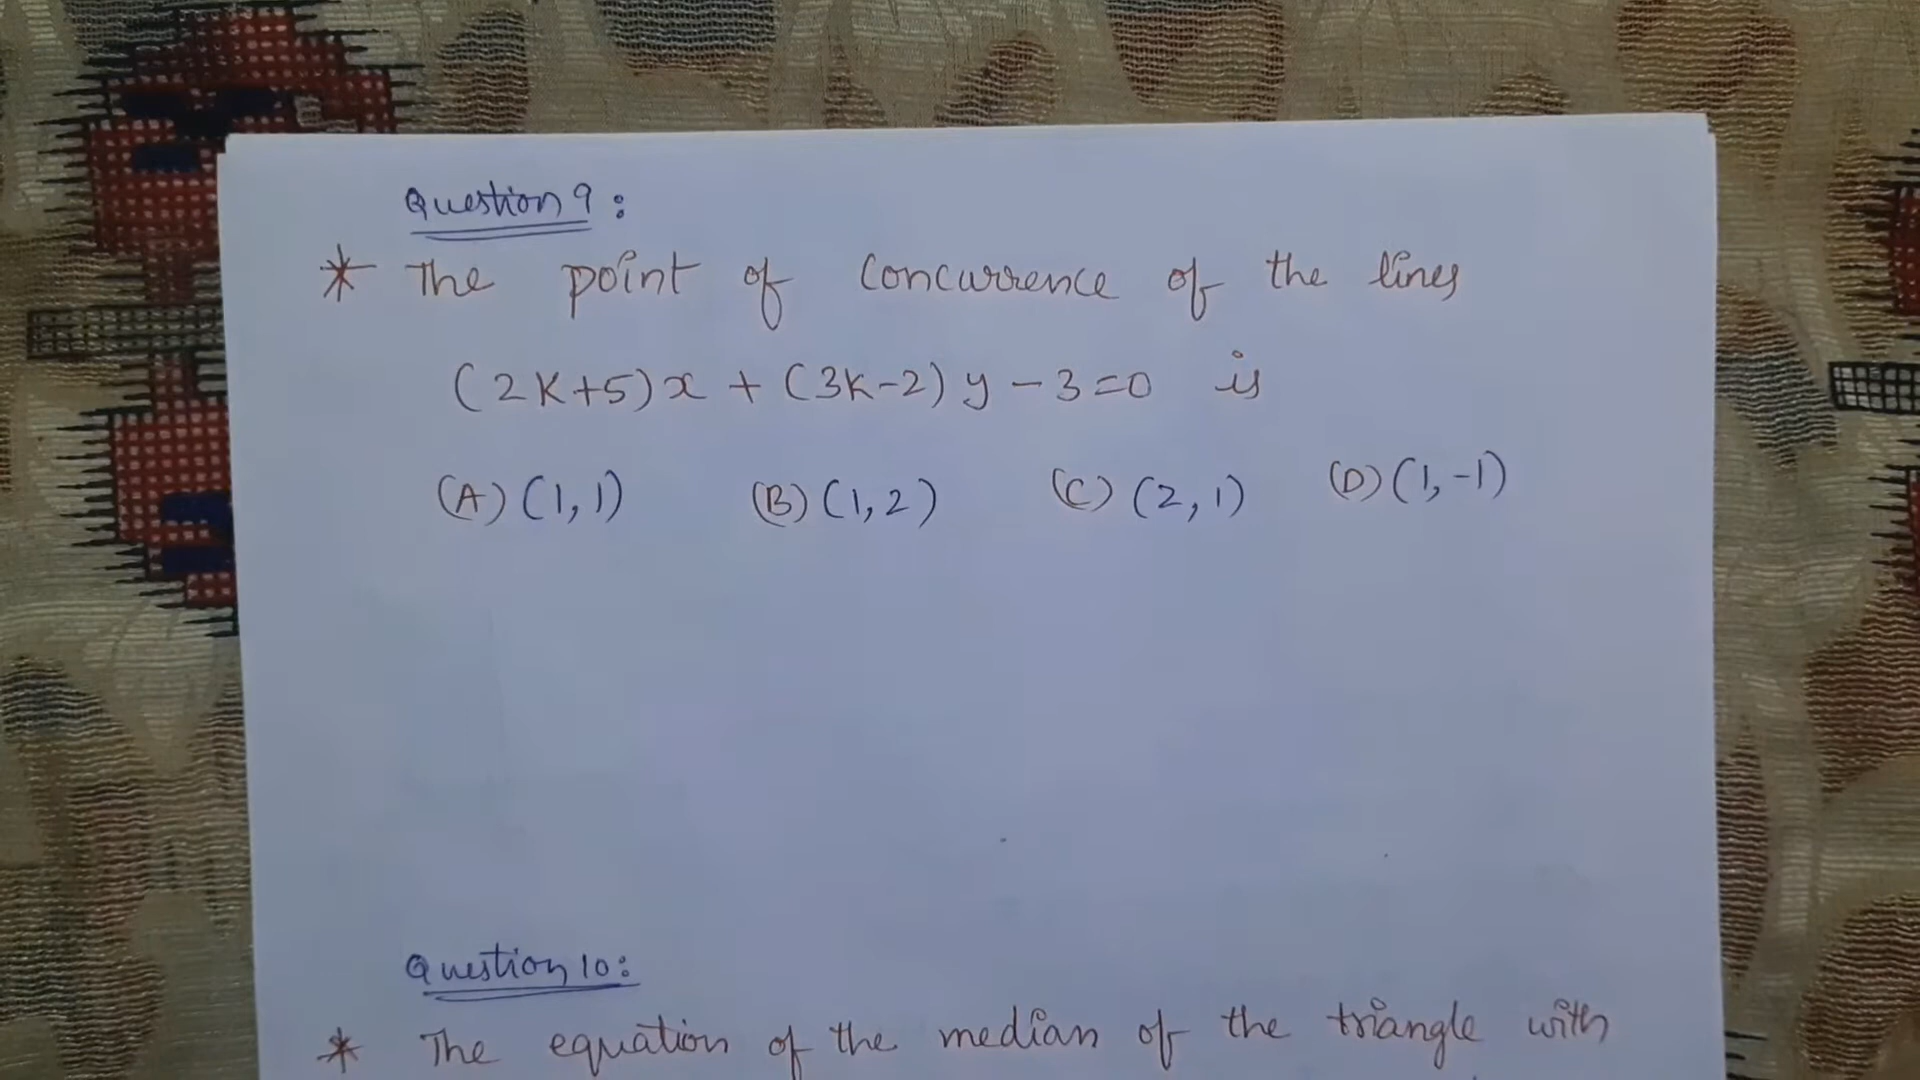 Question 9:
* The point of concurrence of the lines
(2K+5)x + (3K-2)y - 3=0 is
(A) (1, 1) (B) (1, 2) (C) (2, 1) (D) (1, -1)
Question 10:
* The equation of the median of the triangle with